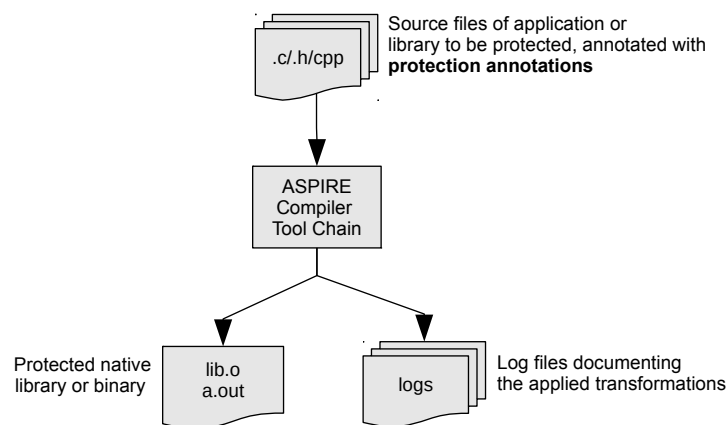 Source files of application or
library to be protected, annotated with
protection annotations
.c/.h/cpp
ASPIRE
Compiler
Tool Chain
Protected native
library or binary
lib.o
a.out
logs
Log files documenting
the applied transformations